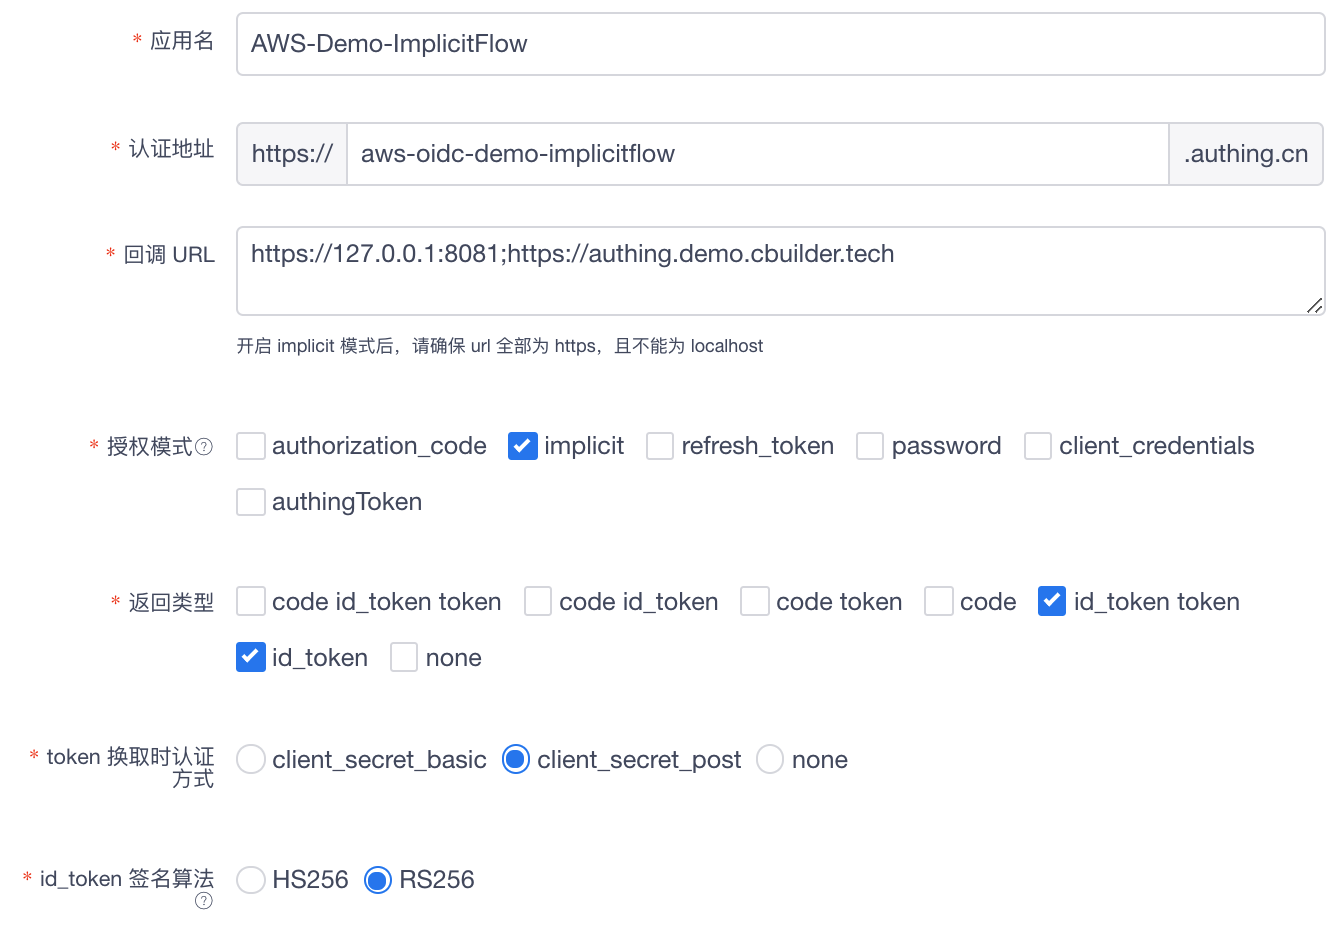 * 应用名 AWS-Demo-ImplicitFlow
* 认证地址 https:// aws-oidc-demo-implicitflow .authing.cn
* 回调 URL https://127.0.0.1:8081;https://authing.demo.cbuilder.tech
开启 implicit 模式后，请确保 url 全部为 https，且不能为 localhost
* 授权模式? authorization_code implicit refresh_token password client_credentials
authingToken
* 返回类型 code id_token token code id_token code token code id_token token
id_token none
* token 换取时认证 client_secret_basic client_secret_post none
方式
* id_token 签名算法 HS256 RS256
?